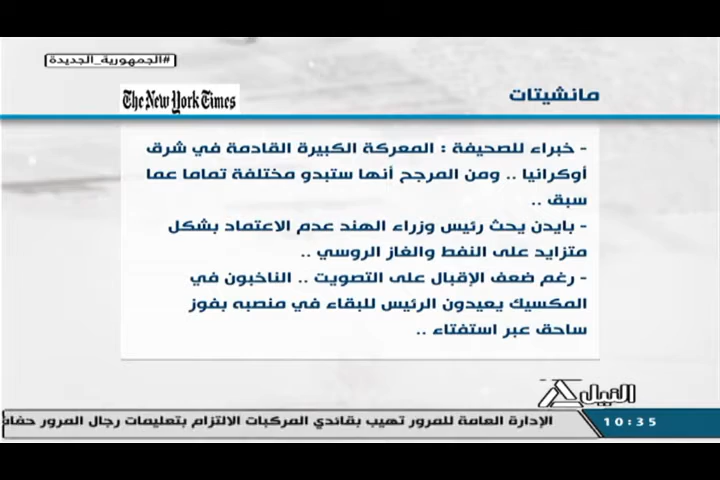 #الجمهورية_الجديدة
مانشيتات
The New York Times
- خبراء للصحيفة : المعركة الكبيرة القادمة في شرق
أوكرانيا .. ومن المرجح أنها ستبدو مختلفة تماما عما
سبق ..
- بايدن يحث رئيس وزراء الهند عدم الاعتماد بشكل
متزايد على النفط والغاز الروسي ..
- رغم ضعف الإقبال على التصويت .. الناخبون في
المكسيك يعيدون الرئيس للبقاء في منصبه بفوز
ساحق عبر استفتاء ..
النيل
الإدارة العامة للمرور تهيب بقائدي المركبات الالتزام بتعليمات رجال المرور حفا
10:35